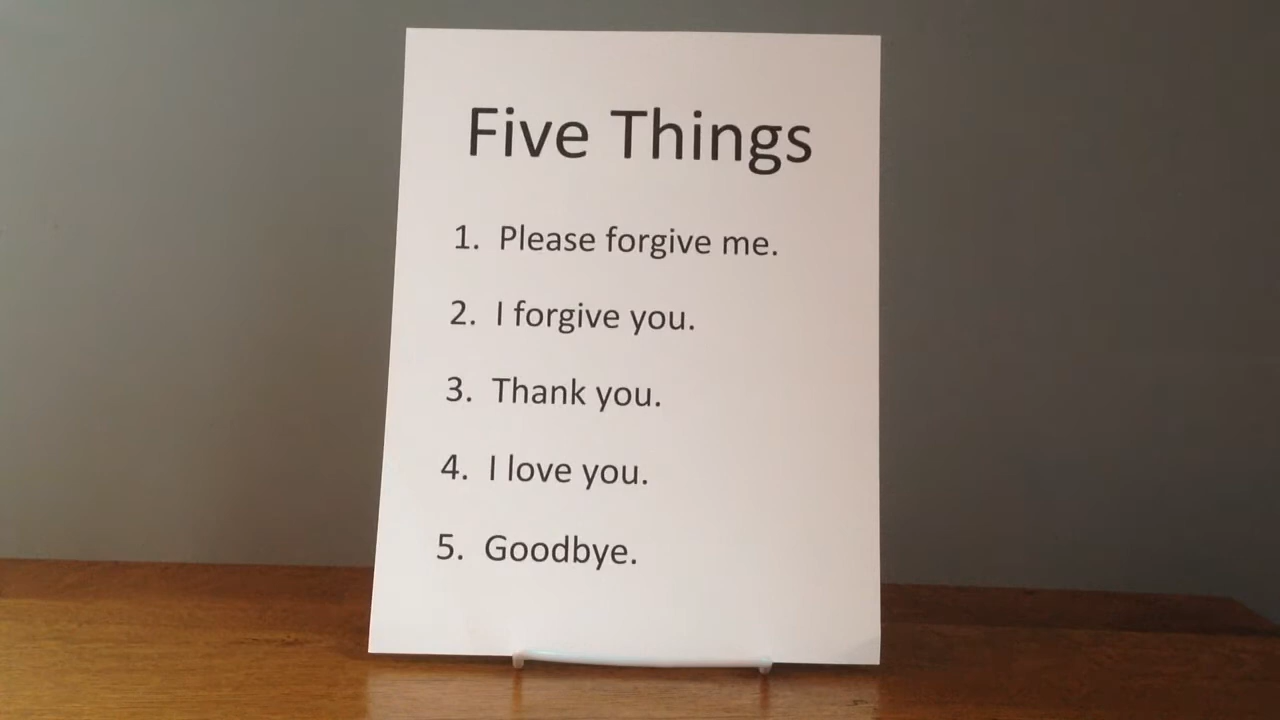 Five Things
1. Please forgive me.
2. I forgive you.
3. Thank you.
4. I love you.
5. Goodbye.